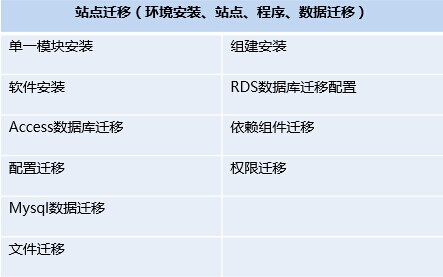 站点迁移（环境安装、站点、程序、数据迁移）
单一模块安装 组建安装
软件安装 RDS数据库迁移配置
Access数据库迁移 依赖组件迁移
配置迁移 权限迁移
Mysql数据迁移
文件迁移